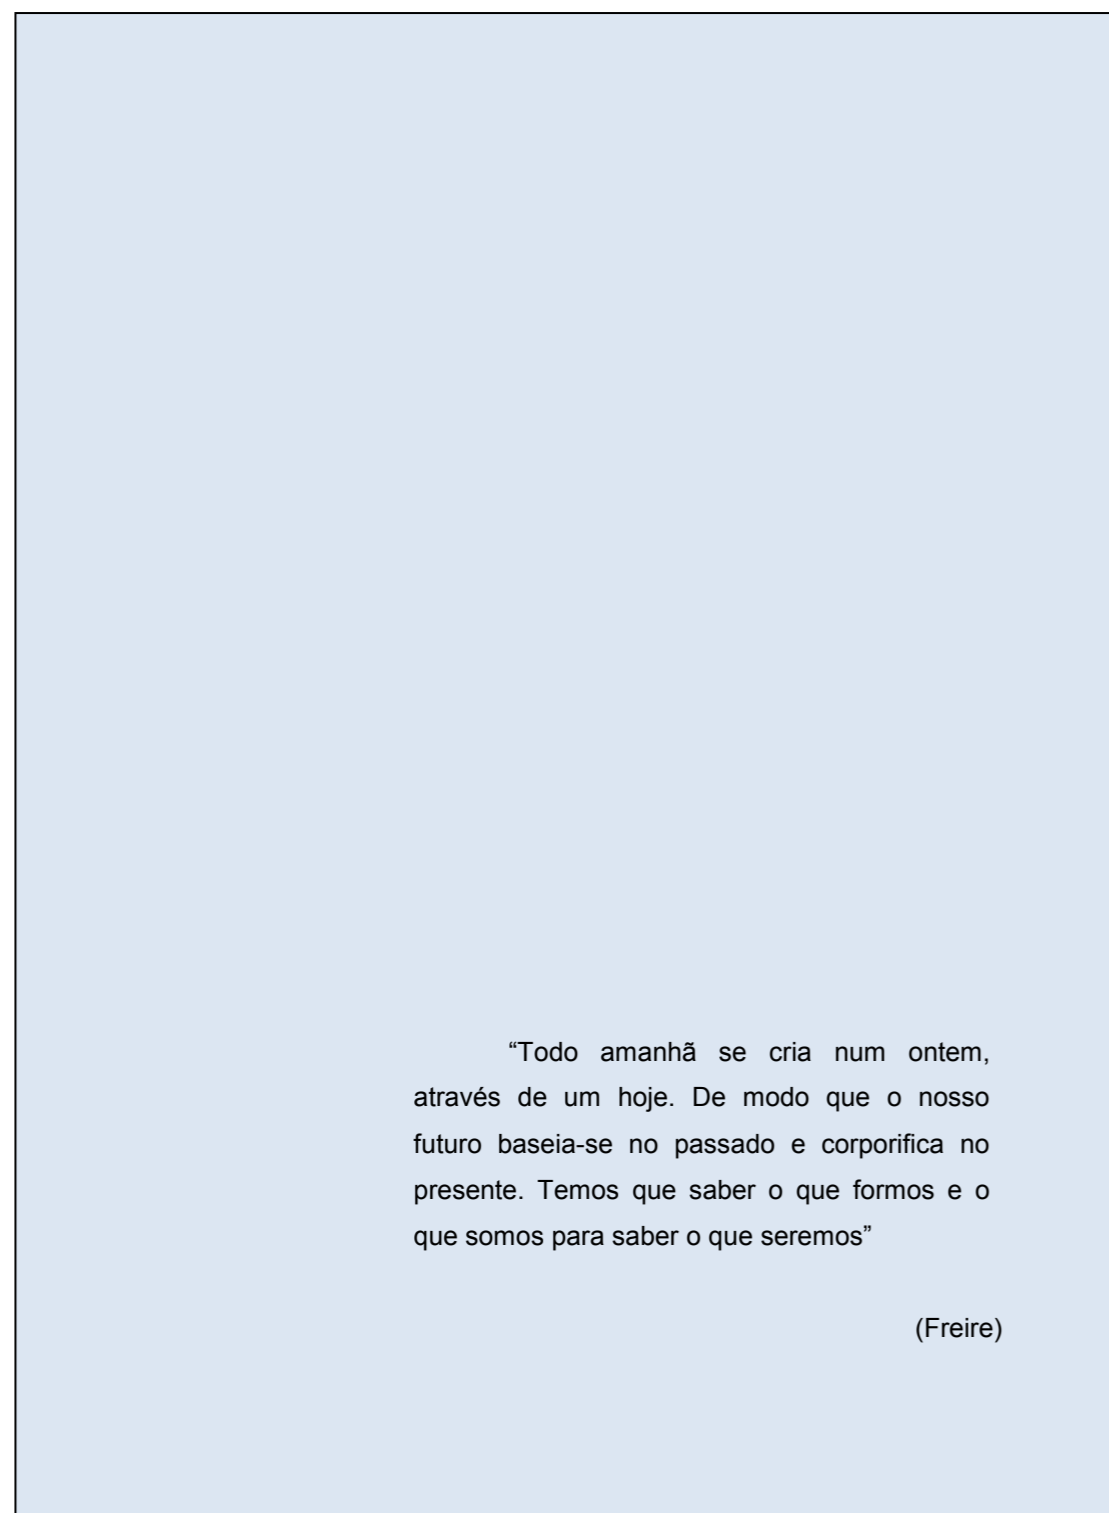 “Todo amanhã se cria num ontem,
através de um hoje. De modo que o nosso
futuro baseia-se no passado e corporifica no
presente. Temos que saber o que formos e o
que somos para saber o que seremos”
(Freire)